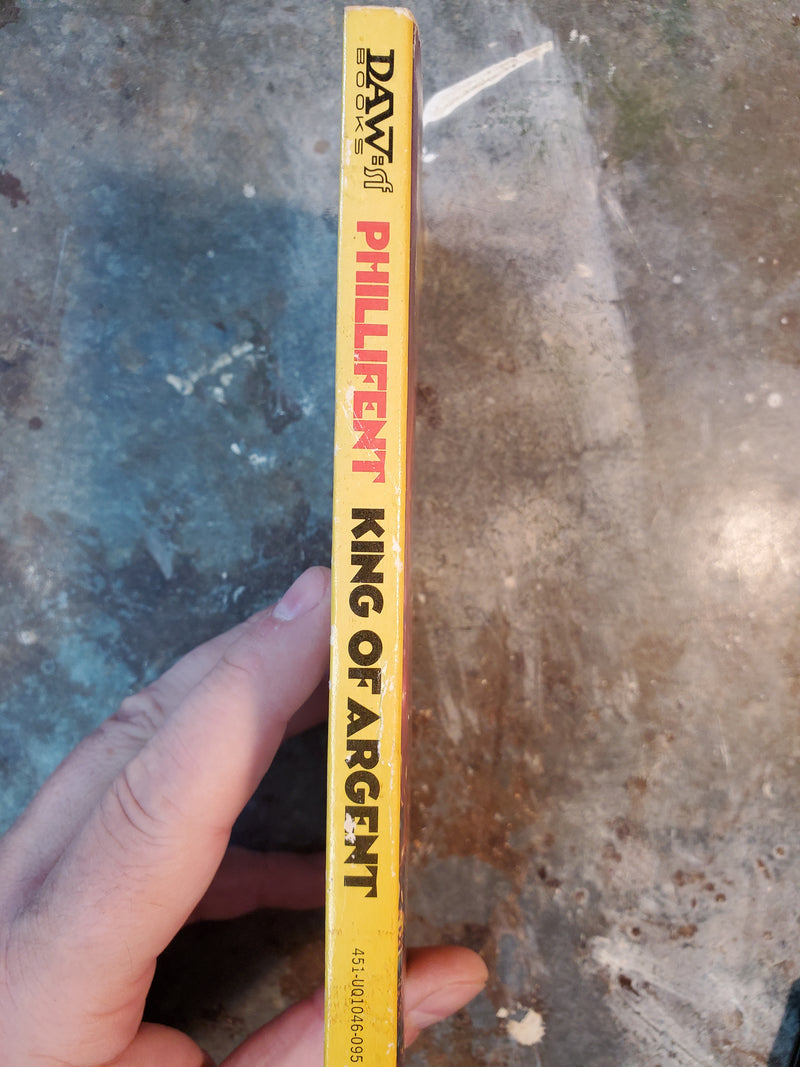 DAW=sf
BOOKS
PHILLIFENT
KING OF ARGENT
451-UQ1046-095